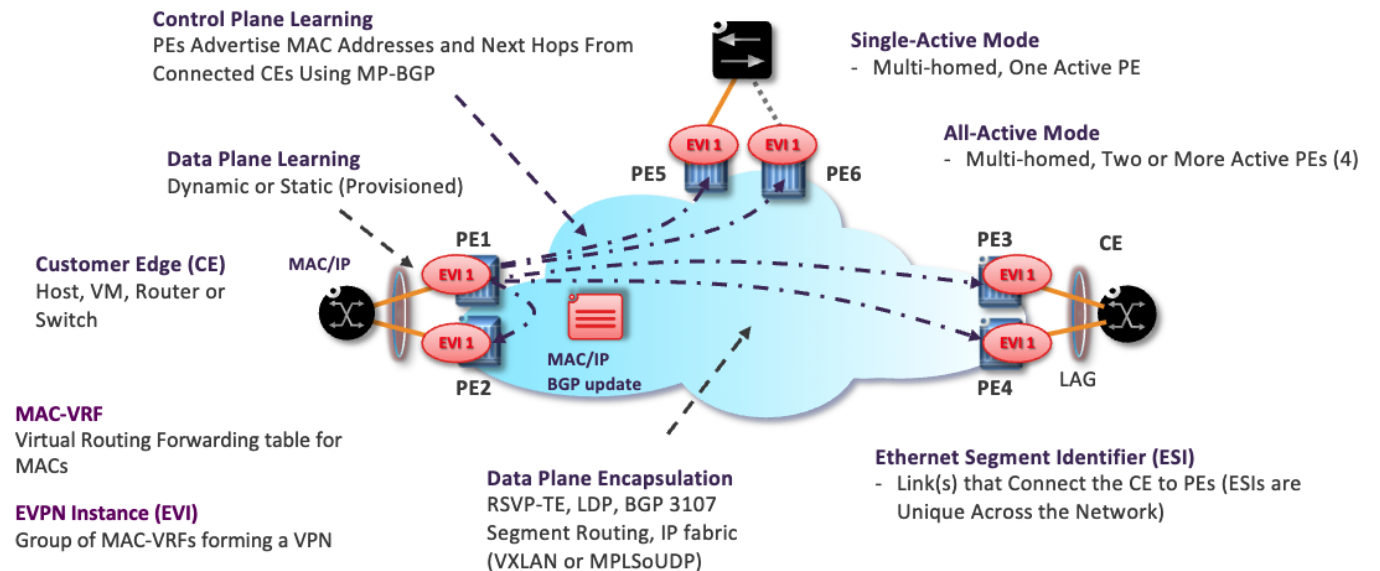 Control Plane Learning
PEs Advertise MAC Addresses and Next Hops From
Connected CEs Using MP-BGP
Single-Active Mode
- Multi-homed, One Active PE
All-Active Mode
- Multi-homed, Two or More Active PEs (4)
Data Plane Learning
Dynamic or Static (Provisioned)
EVI 1
EVI 1
PE5
PE6
Customer Edge (CE)
Host, VM, Router or
Switch
MAC/IP
PE1
EVI 1
EVI 1
PE2
MAC/IP
BGP update
PE3
CE
EVI 1
EVI 1
PE4
LAG
MAC-VRF
Virtual Routing Forwarding table for
MACs
EVPN Instance (EVI)
Group of MAC-VRFs forming a VPN
Data Plane Encapsulation
RSVP-TE, LDP, BGP 3107
Segment Routing, IP fabric
(VXLAN or MPLSoUDP)
Ethernet Segment Identifier (ESI)
- Link(s) that Connect the CE to PEs (ESIs are
Unique Across the Network)